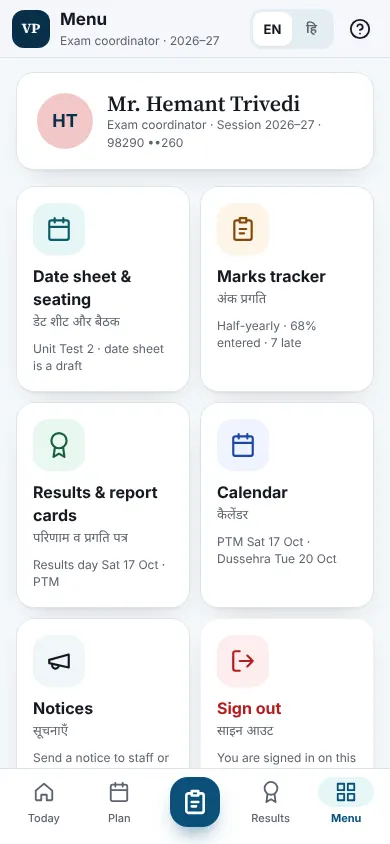 VP
Menu
Exam coordinator · 2026–27
EN
हि
HT
Mr. Hemant Trivedi
Exam coordinator · Session 2026–27 ·
98290 ••260
Date sheet &
seating
डेट शीट और बैठक
Unit Test 2 · date sheet
is a draft
Marks tracker
अंक प्रगति
Half-yearly · 68%
entered · 7 late
Results & report
cards
परिणाम व प्रगति पत्र
Results day Sat 17 Oct ·
PTM
Calendar
कैलेंडर
PTM Sat 17 Oct ·
Dussehra Tue 20 Oct
Notices
सूचनाएँ
Send a notice to staff or
Sign out
साइन आउट
You are signed in on this
Today
Plan
Results
Menu